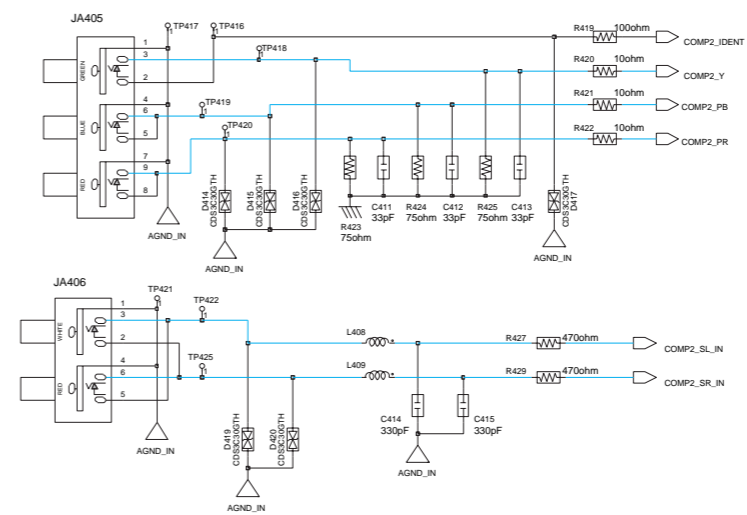 JA405
TP417
TP416
R419
100ohm
COMP2_IDENT
1
3
TP418
R420
10ohm
COMP2_Y
GREEN
2
4
TP419
R421
10ohm
COMP2_PB
6
BLUE
5
TP420
R422
10ohm
COMP2_PR
7
9
RED
8
D414
CDS3C30GTH
D415
CDS3C30GTH
D416
CDS3C30GTH
R423
75ohm
C411
33pF
R424
75ohm
C412
33pF
R425
75ohm
C413
33pF
CDS3C30GTH
D417
AGND_IN
AGND_IN
AGND_IN
JA406
TP421
TP422
1
3
WHITE
2
L408
R427
470ohm
COMP2_SL_IN
4
TP425
6
RED
5
L409
R429
470ohm
COMP2_SR_IN
D419
CDS3C30GTH
D420
CDS3C30GTH
C414
330pF
C415
330pF
AGND_IN
AGND_IN
AGND_IN